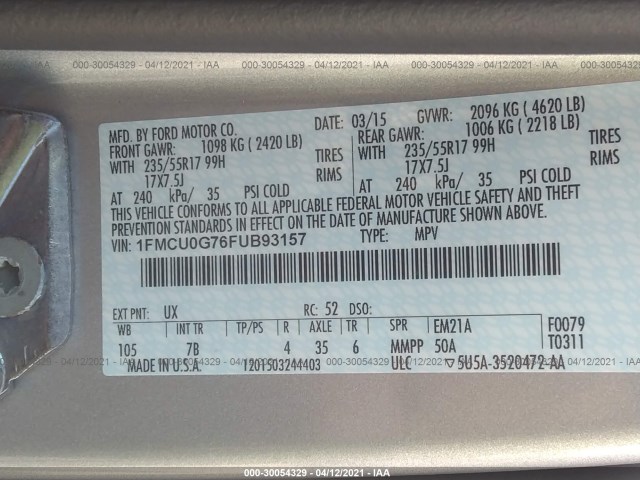 000-30054329 - 04/12/2021 - IAA 000-30054329 - 04/12/2021 - IAA
MFD. BY FORD MOTOR CO. DATE: 03/15 GVWR: 2096 KG ( 4620 LB)
FRONT GAWR: 1098 KG ( 2420 LB) REAR GAWR: 1006 KG ( 2218 LB)
WITH 235/55R17 99H TIRES WITH 235/55R17 99H TIRES
17X7.5J RIMS 17X7.5J RIMS
AT 240 kPa/ 35 PSI COLD AT 240 kPa/ 35 PSI COLD
THIS VEHICLE CONFORMS TO ALL APPLICABLE FEDERAL MOTOR VEHICLE SAFETY AND THEFT
PREVENTION STANDARDS IN EFFECT ON THE DATE OF MANUFACTURE SHOWN ABOVE.
VIN: 1FMCU0G76FUB93157 TYPE: MPV
EXT PNT: UX RC: 52 DSO:
WB INT TR TP/PS R AXLE TR SPR EM21A F0079
105 7B 4 35 6 MMPP 50A T0311
MADE IN U.S.A. 1201503244403 ULC ▽5U5A-3520472-AA
000-30054329 - 04/12/2021 - IAA